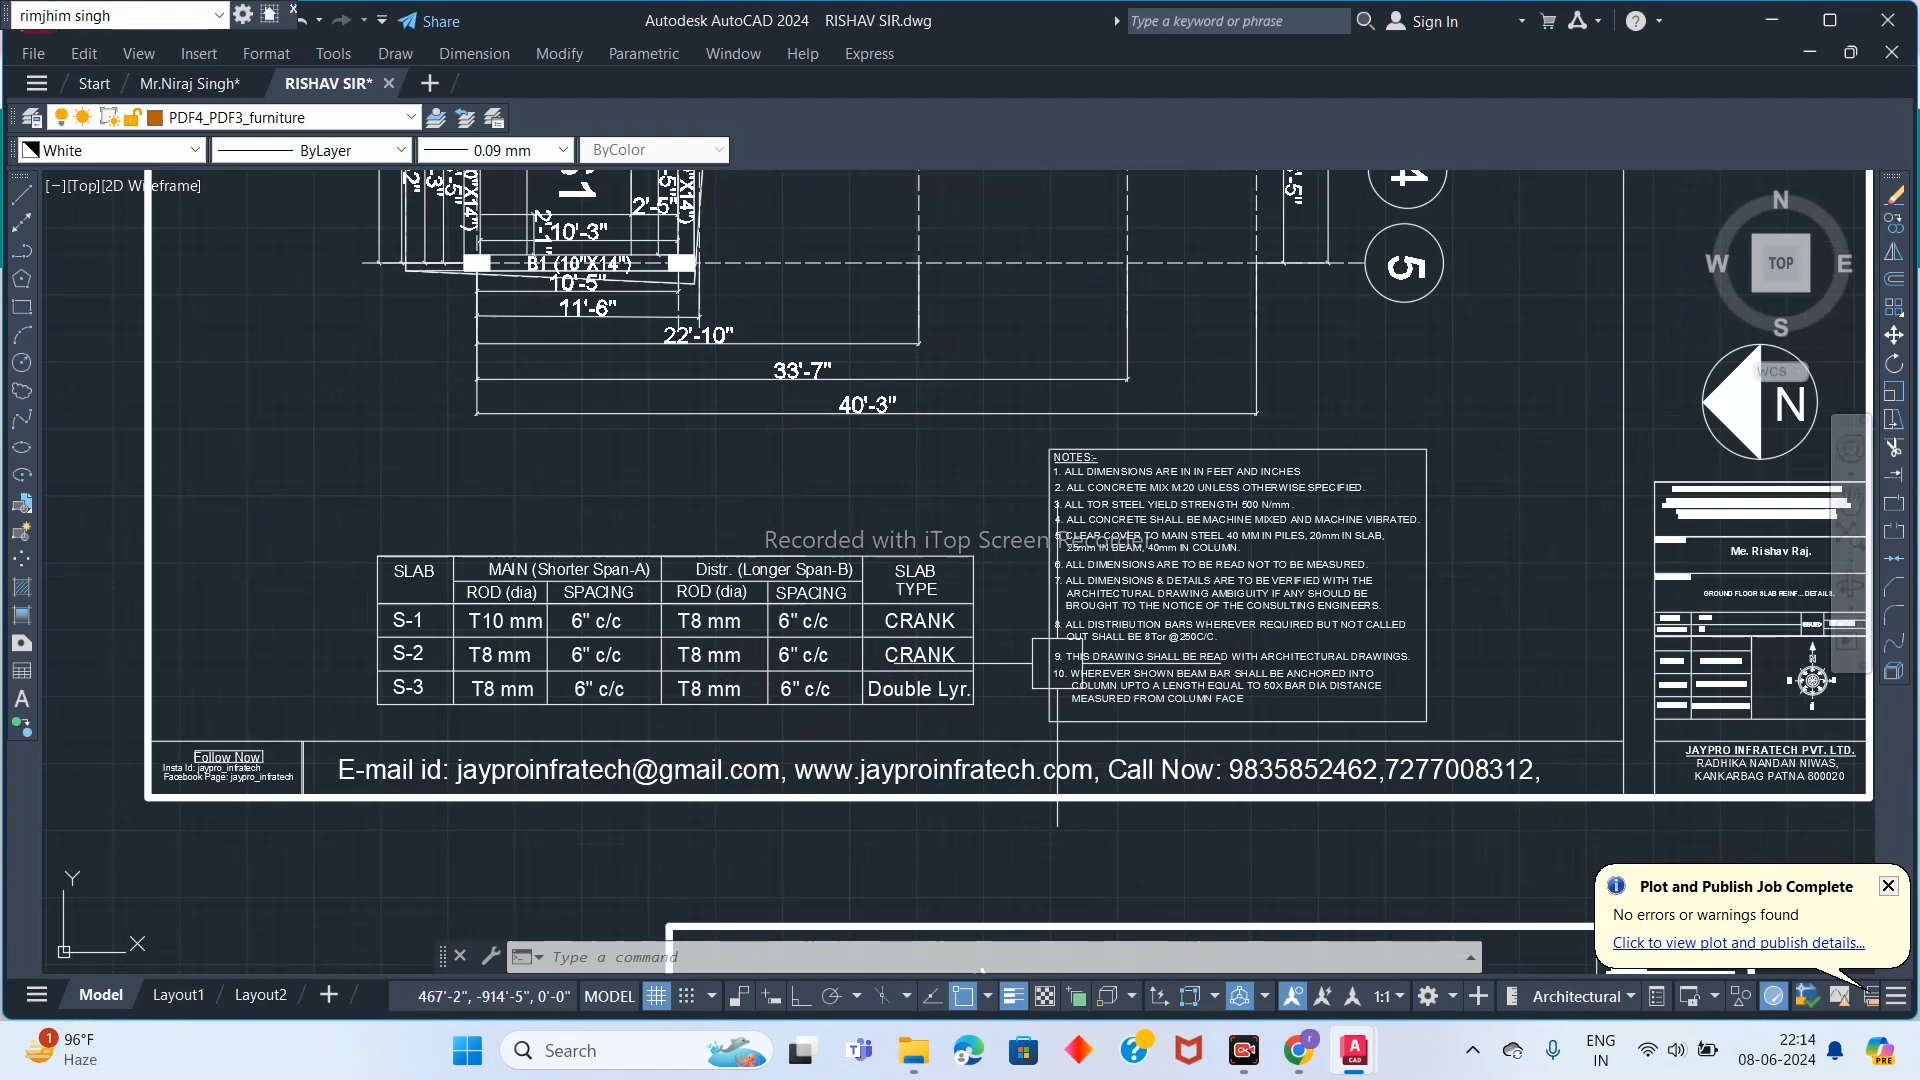 rimjhim singh
Share
Autodesk AutoCAD 2024 RISHAV SIR.dwg
Type a keyword or phrase
Sign In
File Edit View Insert Format Tools Draw Dimension Modify Parametric Window Help Express
Start
Mr.Niraj Singh*
RISHAV SIR*
PDF4_PDF3_furniture
White
ByLayer
0.09 mm
ByColor
[−][Top][2D Wireframe]
2'-5"
10'-3"
B1 (10"X14")
10'-5"
11'-6"
22'-10"
33'-7"
40'-3"
4
5
N
W
TOP
E
S
WCS
N
NOTES:-
1. ALL DIMENSIONS ARE IN IN FEET AND INCHES
2. ALL CONCRETE MIX M:20 UNLESS OTHERWISE SPECIFIED.
3. ALL TOR STEEL YIELD STRENGTH 500 N/mm .
4. ALL CONCRETE SHALL BE MACHINE MIXED AND MACHINE VIBRATED.
5. CLEAR COVER TO MAIN STEEL 40 MM IN PILES, 20mm IN SLAB,
25mm IN BEAM, 40mm IN COLUMN.
6. ALL DIMENSIONS ARE TO BE READ NOT TO BE MEASURED.
7. ALL DIMENSIONS & DETAILS ARE TO BE VERIFIED WITH THE
ARCHITECTURAL DRAWING AMBIGUITY IF ANY SHOULD BE
BROUGHT TO THE NOTICE OF THE CONSULTING ENGINEERS.
8. ALL DISTRIBUTION BARS WHEREVER REQUIRED BUT NOT CALLED
OUT SHALL BE 8Tor @250C/C.
9. THIS DRAWING SHALL BE READ WITH ARCHITECTURAL DRAWINGS.
10. WHEREVER SHOWN BEAM BAR SHALL BE ANCHORED INTO
COLUMN UPTO A LENGTH EQUAL TO 50X BAR DIA DISTANCE
MEASURED FROM COLUMN FACE
Recorded with iTop Screen Recorder
SLAB MAIN (Shorter Span-A) Distr. (Longer Span-B) SLAB TYPE
ROD (dia) SPACING ROD (dia) SPACING
S-1 T10 mm 6" c/c T8 mm 6" c/c CRANK
S-2 T8 mm 6" c/c T8 mm 6" c/c CRANK
S-3 T8 mm 6" c/c T8 mm 6" c/c Double Lyr.
Me. Rishav Raj.
GROUND FLOOR SLAB REINF... DETAILS.
N
JAYPRO INFRATECH PVT. LTD.
RADHIKA NANDAN NIWAS,
KANKARBAG PATNA 800020
Follow Now
Insta Id: jaypro_infratech
Facebook Page: jaypro_infratech
E-mail id: jayproinfratech@gmail.com, www.jayproinfratech.com, Call Now: 9835852462,7277008312,
Y
X
Plot and Publish Job Complete
No errors or warnings found
Click to view plot and publish details...
Type a command
Model
Layout1
Layout2
467'-2", -914'-5", 0'-0"
MODEL
1:1
Architectural
96°F
Haze
Search
ENG
IN
22:14
08-06-2024